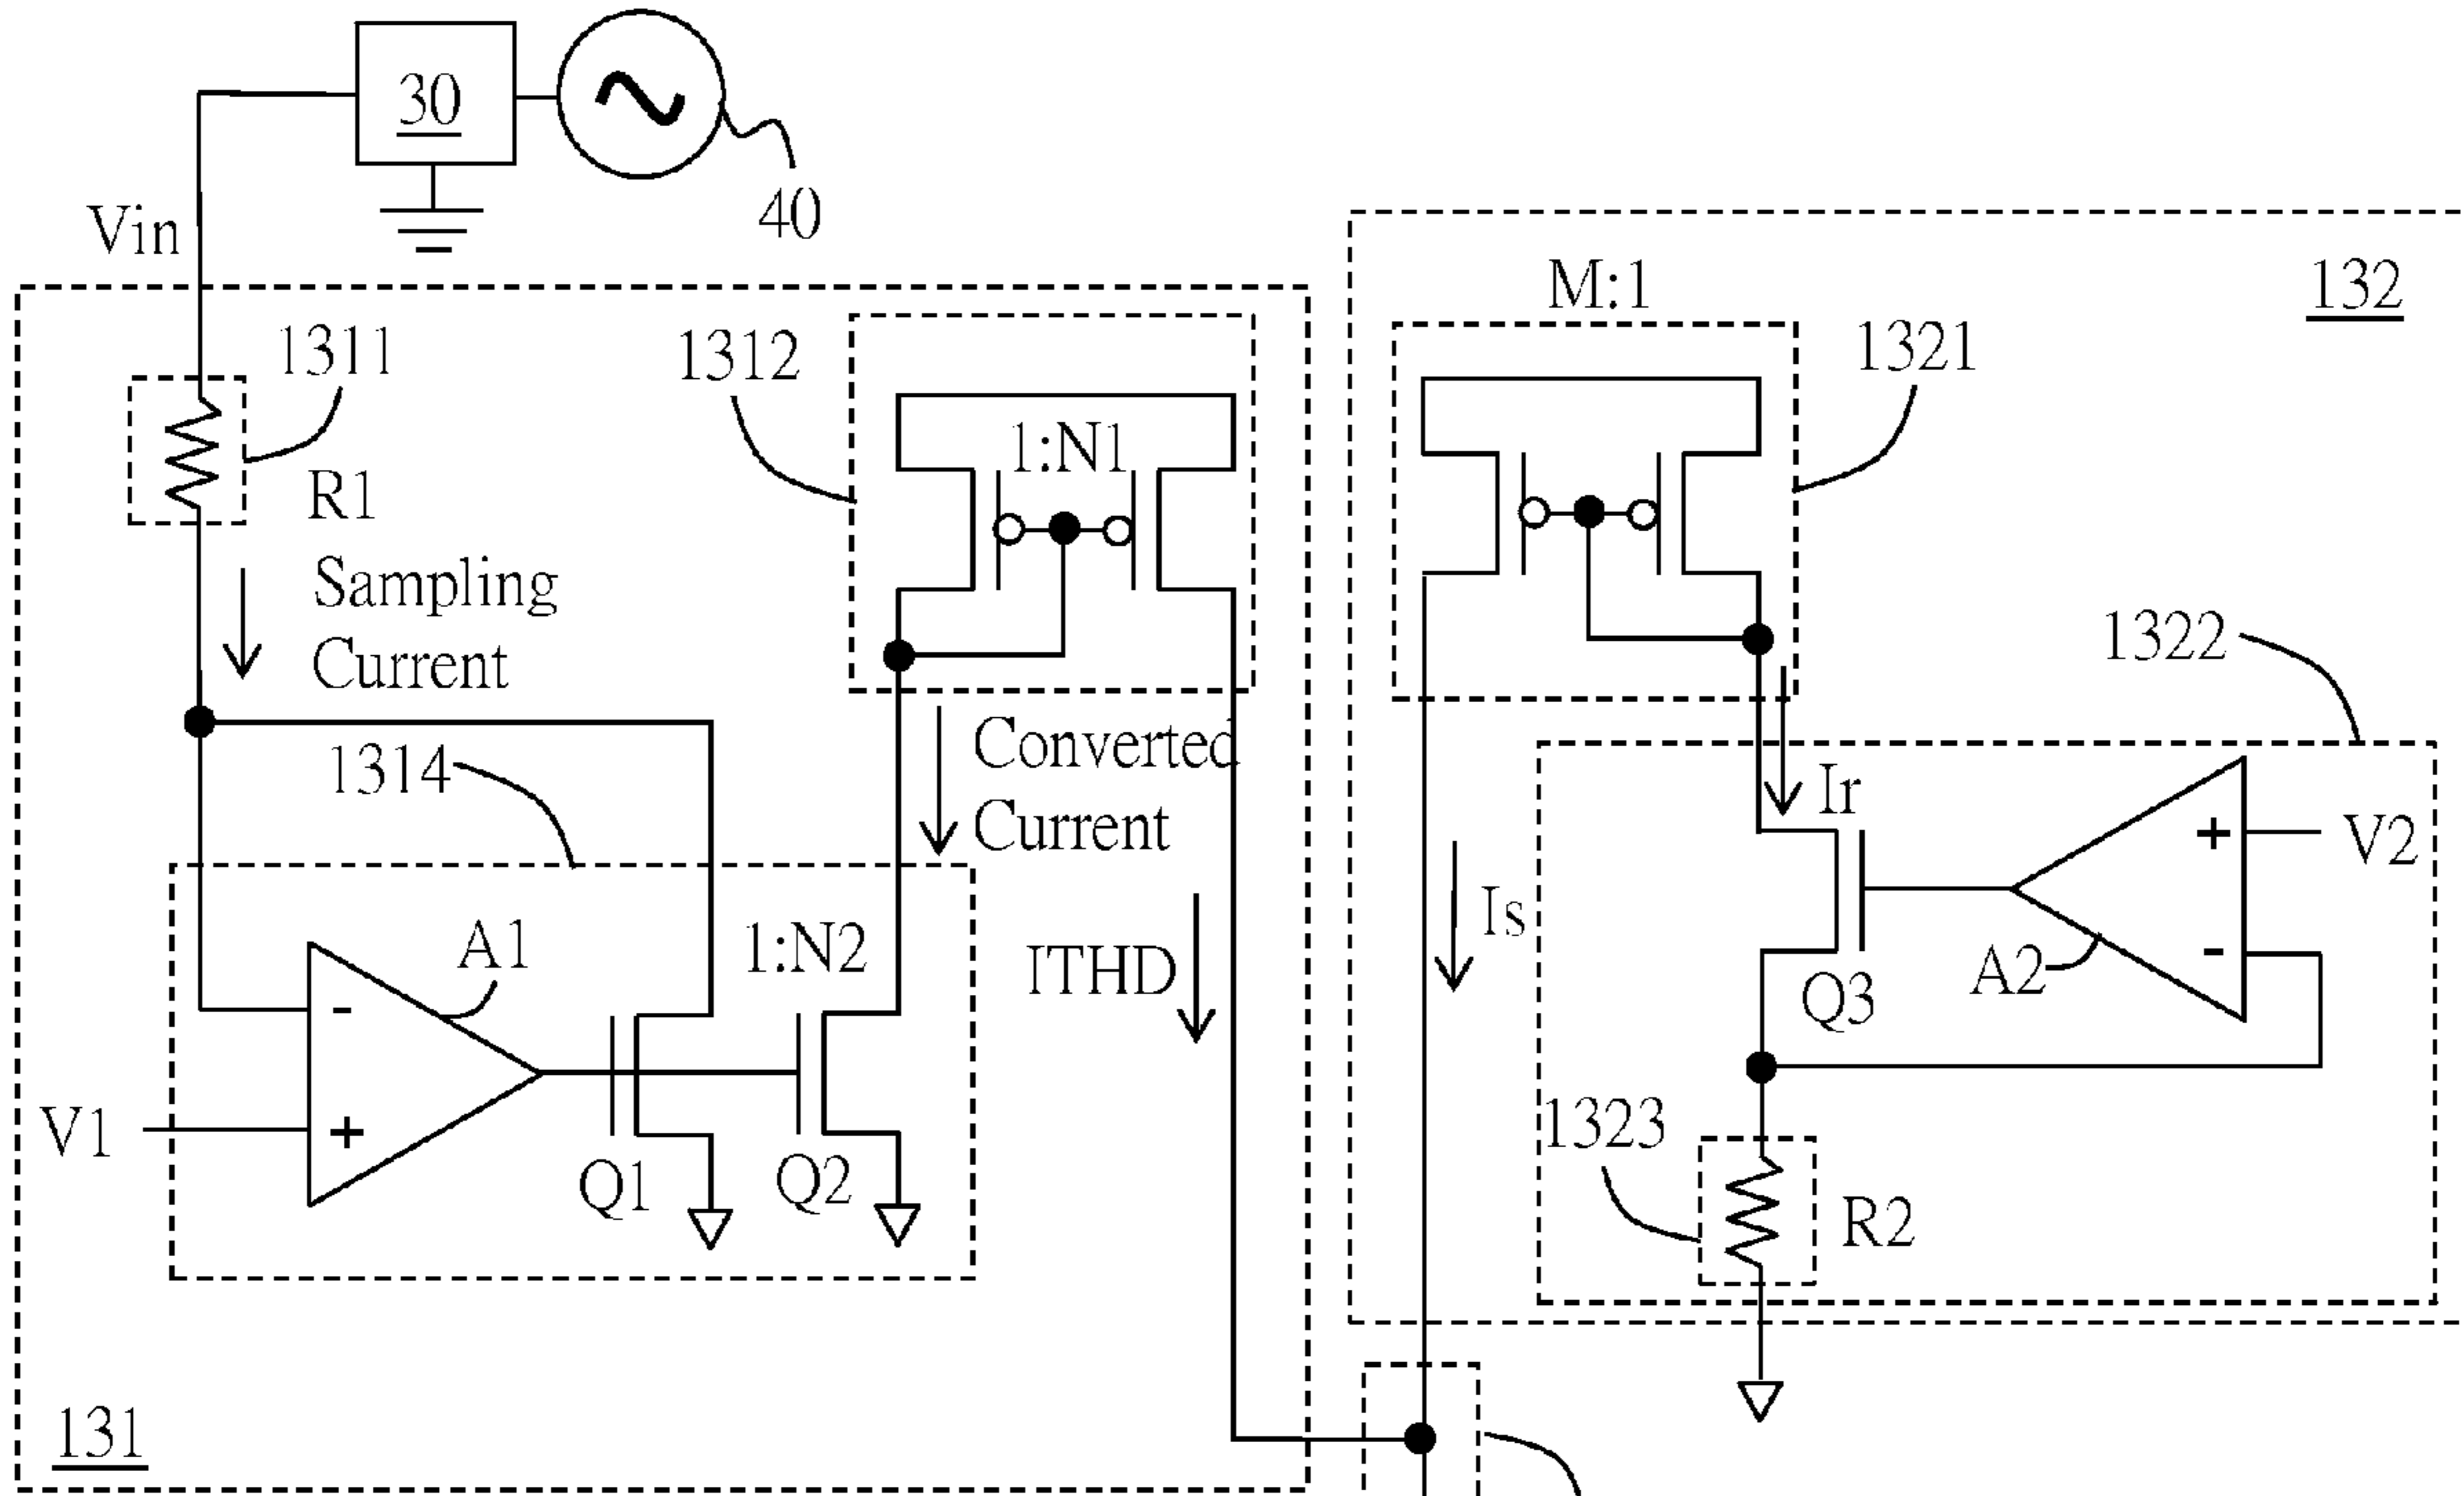 30
40
Vin
M:1
132
1311
1312
1321
1:N1
R1
Sampling
Current
1322
1314
Converted
Current
Ir
V2
A1
1:N2
Is
ITHD
A2
-
+
Q3
-
V1
+
1323
Q1
Q2
R2
131